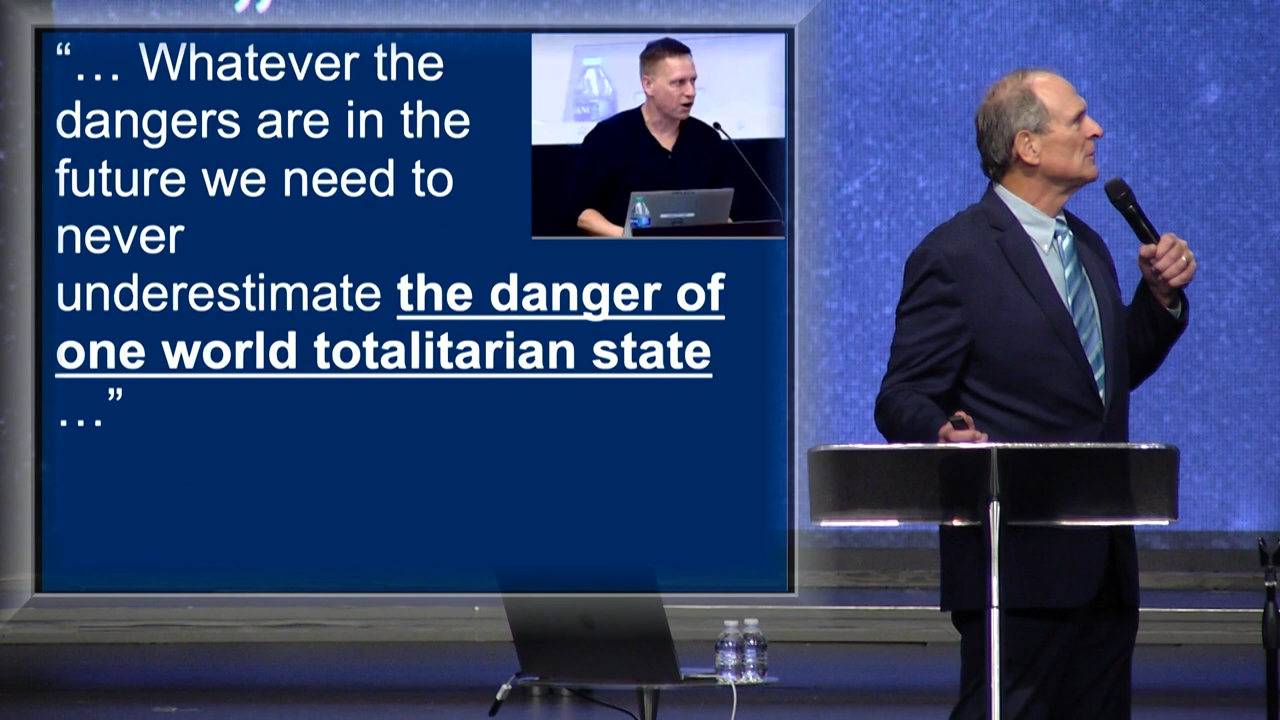 “… Whatever the
dangers are in the
future we need to
never
underestimate the danger of
one world totalitarian state
…”